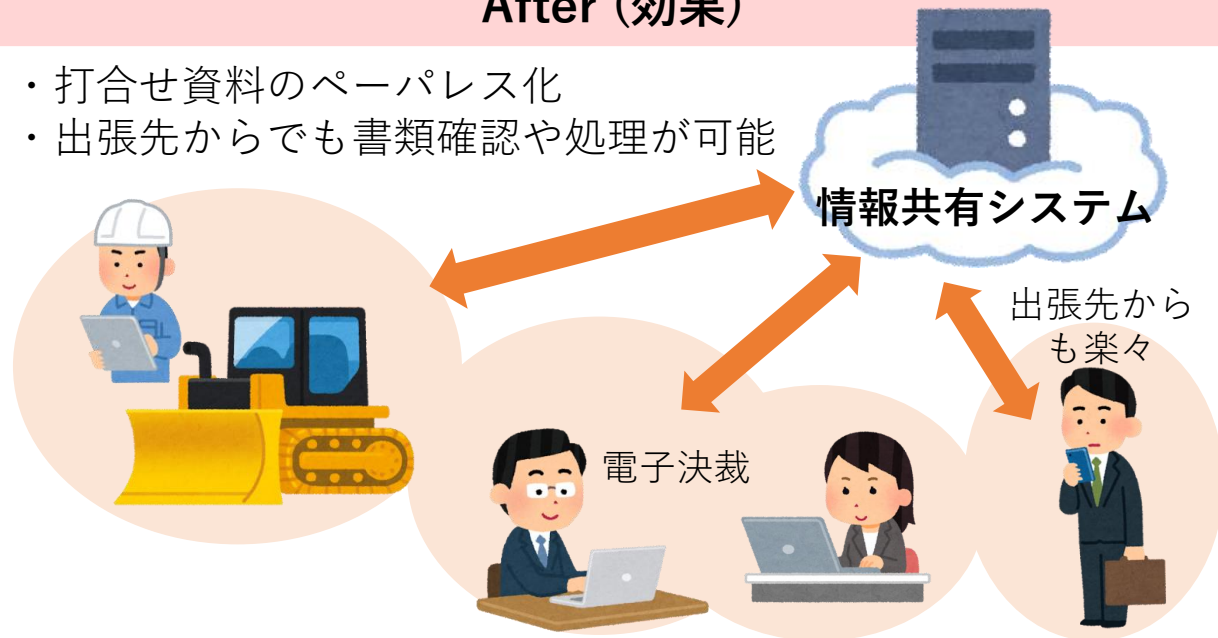 After (効果)
・打合せ資料のペーパレス化
・出張先からでも書類確認や処理が可能
情報共有システム
出張先から
も楽々
電子決裁